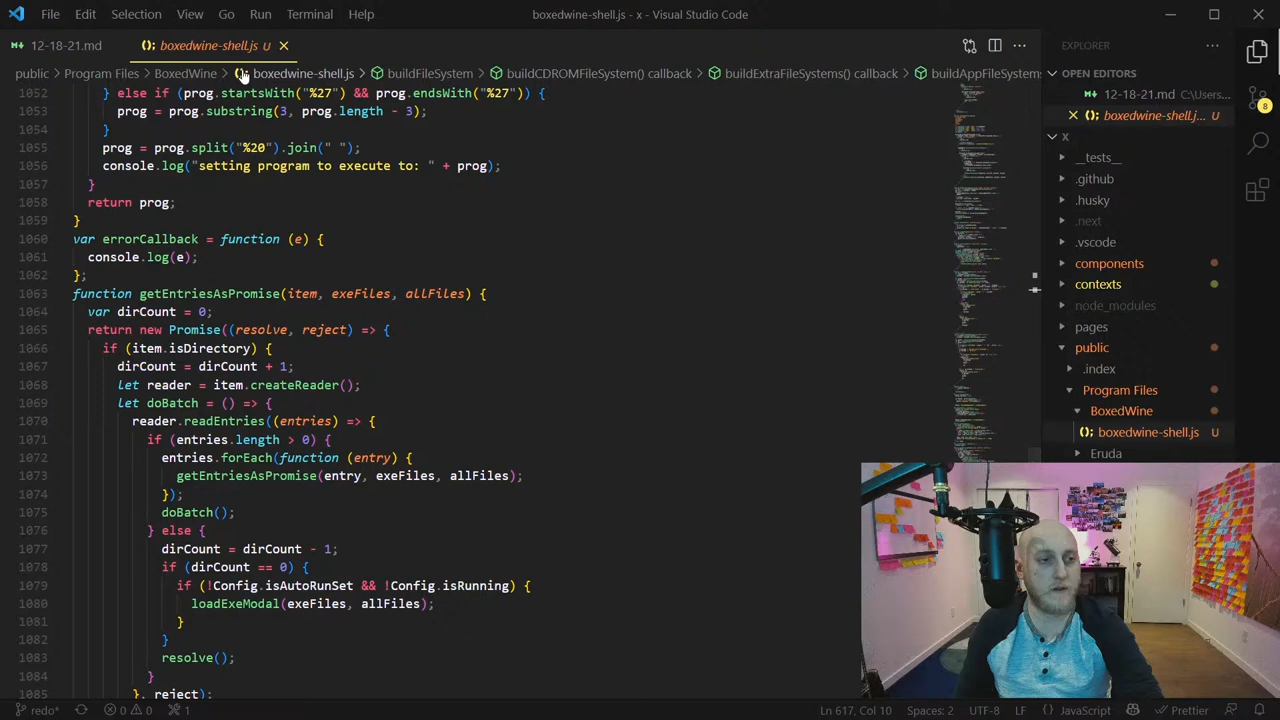 File Edit Selection View Go Run Terminal Help
boxedwine-shell.js - x - Visual Studio Code
12-18-21.md
boxedwine-shell.js U
public > Program Files > BoxedWine > boxedwine-shell.js > buildFileSystem > buildCDROMFileSystem() callback > buildExtraFileSystems() callback > buildAppFileSystems
1052 } else if (prog.startsWith("%27") && prog.endsWith("%27")) {
1053 prog = prog.substring(3, prog.length - 3);
1054 }
1055 prog = prog.split("%20").join(" ");
1056 console.log("setting program to execute to: " + prog);
1057 }
1058 return prog;
1059 }
1060 var errorCallback = function (e) {
1061 console.log(e);
1062 };
1063 function getEntriesAsPromise(item, exeFiles, allFiles) {
1064 var dirCount = 0;
1065 return new Promise((resolve, reject) => {
1066 if (item.isDirectory) {
1067 dirCount = dirCount + 1;
1068 let reader = item.createReader();
1069 let doBatch = () => {
1070 reader.readEntries (entries) => {
1071 if (entries.length > 0) {
1072 entries.forEach(function (entry) {
1073 getEntriesAsPromise(entry, exeFiles, allFiles);
1074 });
1075 doBatch();
1076 } else {
1077 dirCount = dirCount - 1;
1078 if (dirCount == 0) {
1079 if (!Config.isAutoRunSet && !Config.isRunning) {
1080 loadExeModal(exeFiles, allFiles);
1081 }
1082 }
1083 resolve();
1084 }
1085 }, reject);
EXPLORER
OPEN EDITORS
12-18-21.md C:\Users...
boxedwine-shell.j... U
X
__tests__
.github
.husky
.next
.vscode
components
contexts
node_modules
pages
public
.index
Program Files
BoxedWine
boxedwine-shell.js U
Eruda
8
redo* 0 0 1
Ln 617, Col 10 Spaces: 2 UTF-8 LF {} JavaScript Prettier